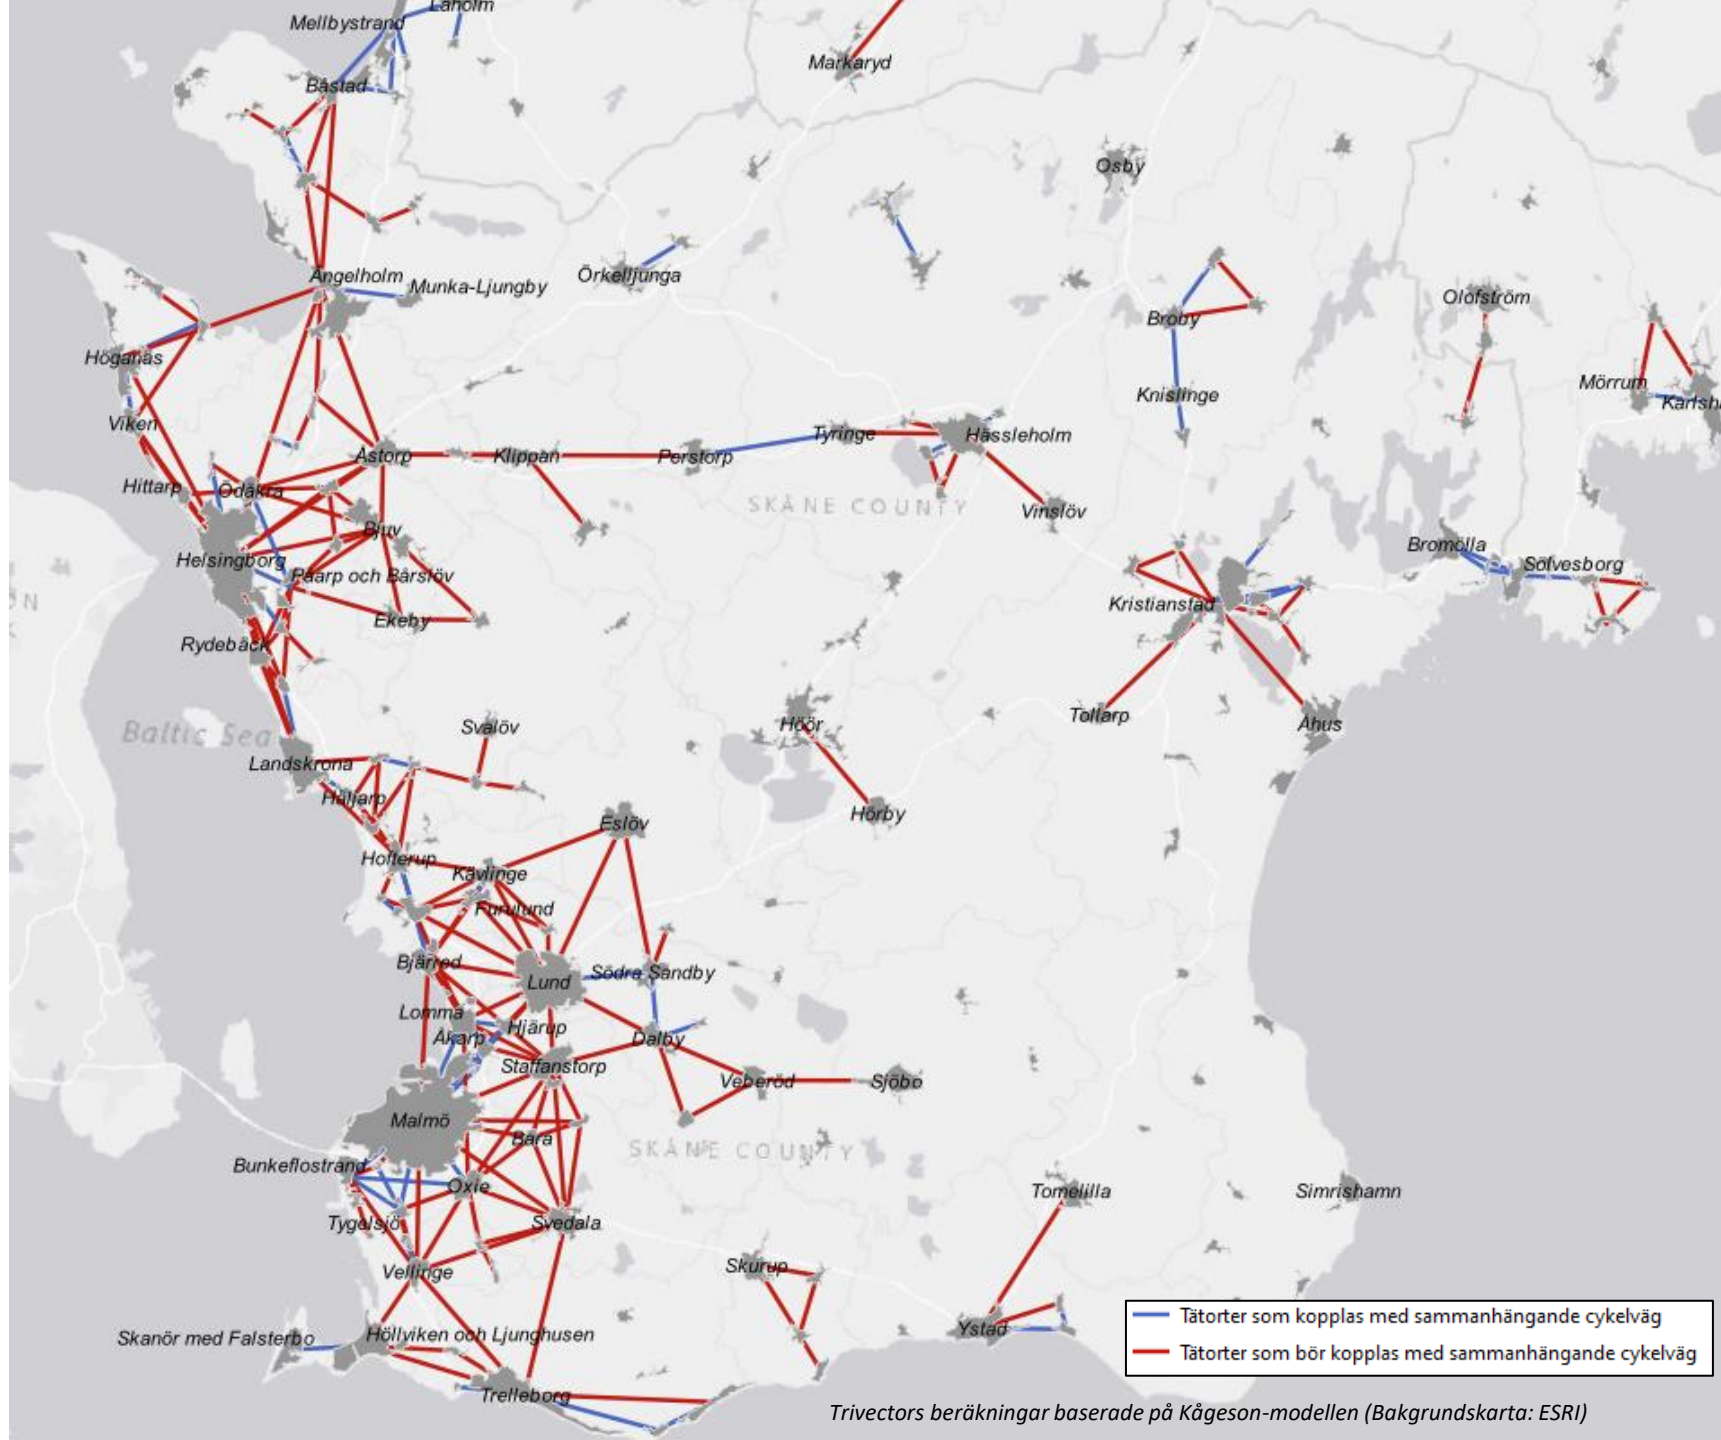 Laholm
Mellbystrand
Markaryd
Båstad
Osby
Ängelholm
Munka-Ljungby
Örkelljunga
Olofström
Broby
Höganäs
Mörrum
Knislinge
Karlsh
Viken
Tyringe
Hässleholm
Åstorp
Klippan
Perstorp
Hittarp
Ödåkra
SKÅNE COUNTY
Vinslöv
Bjuv
Bromölla
Helsingborg
Sölvesborg
Påarp och Bårslöv
N
Kristianstad
Ekeby
Rydebäck
Tollarp
Åhus
Svalöv
Höör
Baltic Sea
Landskrona
Häljarp
Hörby
Eslöv
Hofterup
Kävlinge
Furulund
Bjärred
Södra Sandby
Lund
Lomma
Hjärup
Åkarp
Dalby
Staffanstorp
Veberöd
Sjöbo
Malmö
Bara
SKÅNE COUNTY
Bunkeflostrand
Oxie
Tomelilla
Simrishamn
Tygelsjö
Svedala
Vellinge
Skurup
Tätorter som kopplas med sammanhängande cykelväg
Ystad
Skanör med Falsterbo
Höllviken och Ljunghusen
Tätorter som bör kopplas med sammanhängande cykelväg
Trelleborg
Trivectors beräkningar baserade på Kågeson-modellen (Bakgrundskarta: ESRI)